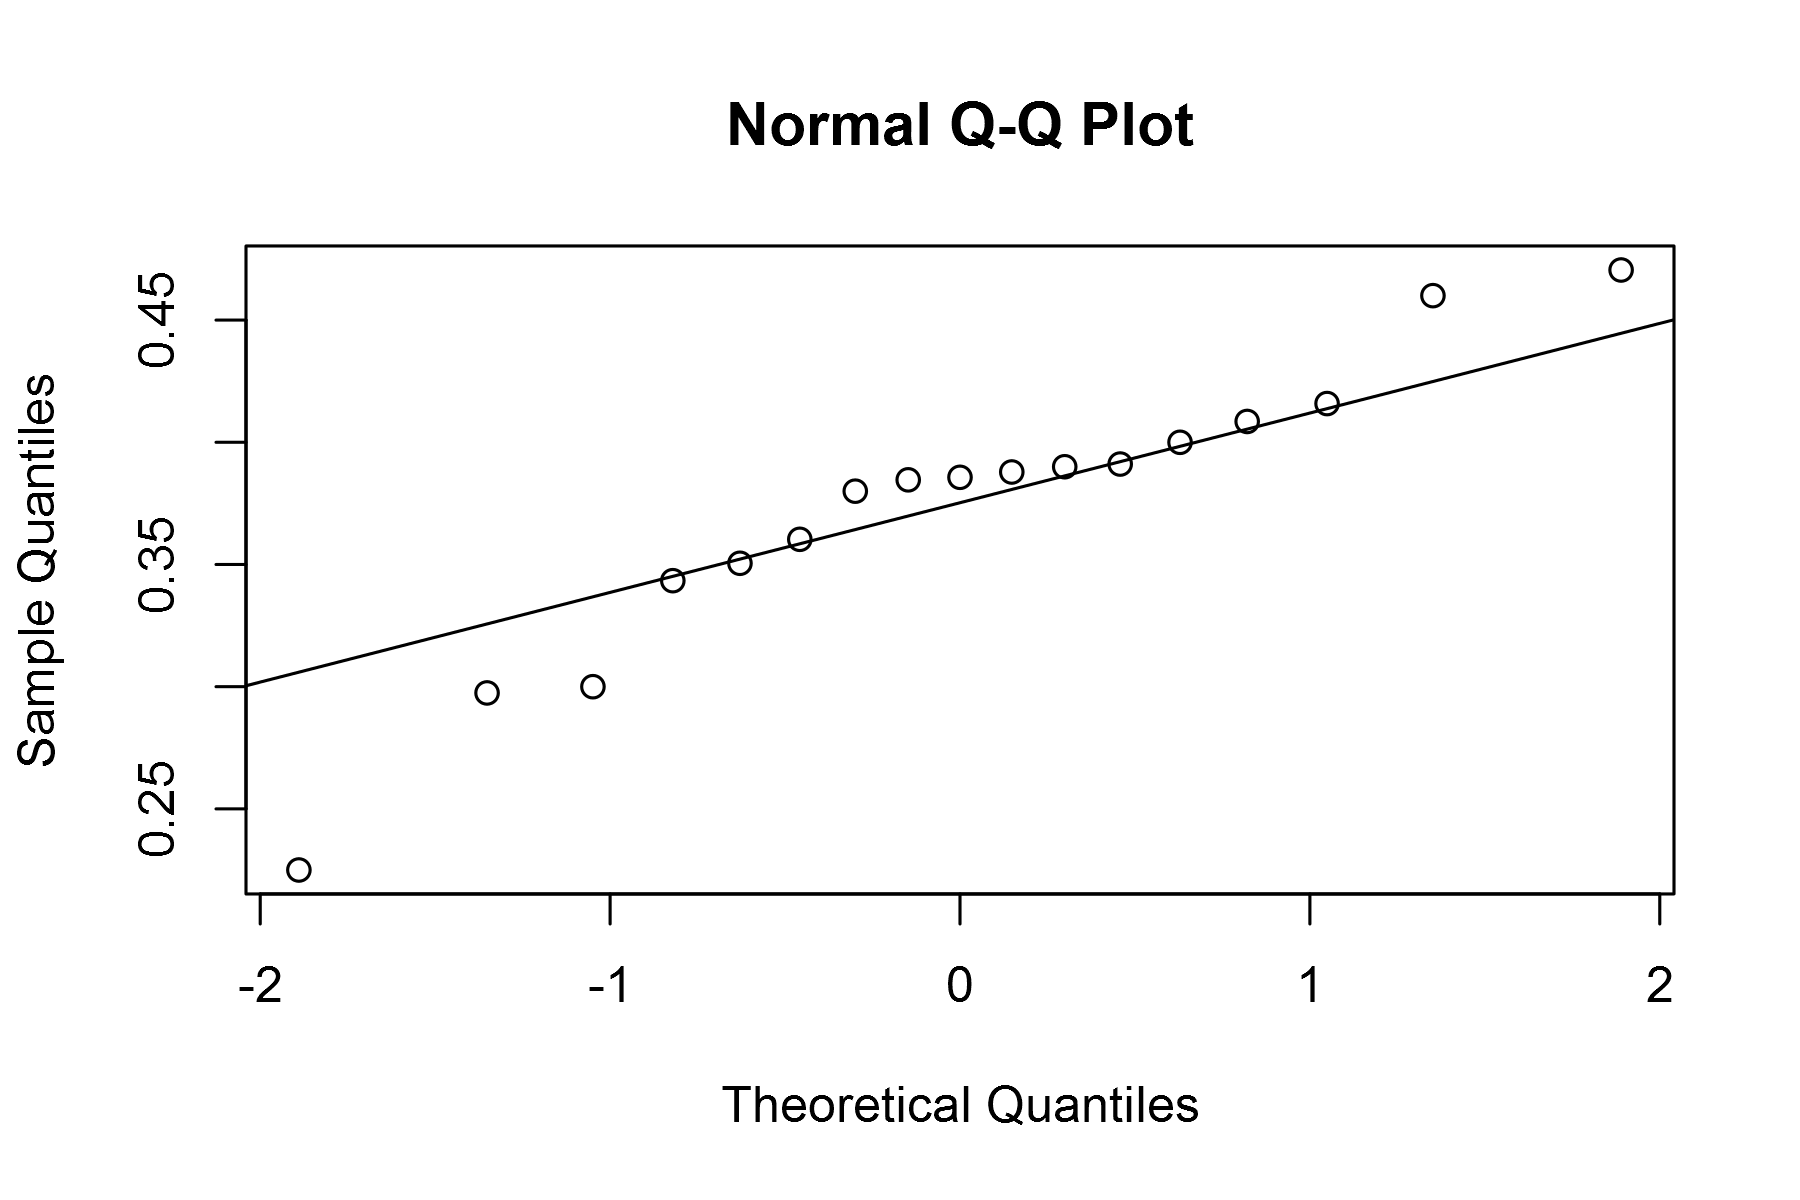 Normal Q-Q Plot
Sample Quantiles
0.45
0.35
0.25
-2 -1 0 1 2
Theoretical Quantiles